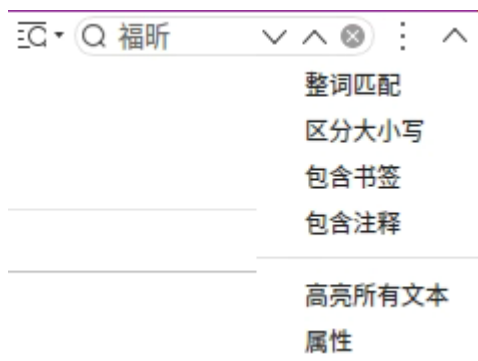 福昕
整词匹配
区分大小写
包含书签
包含注释
高亮所有文本
属性